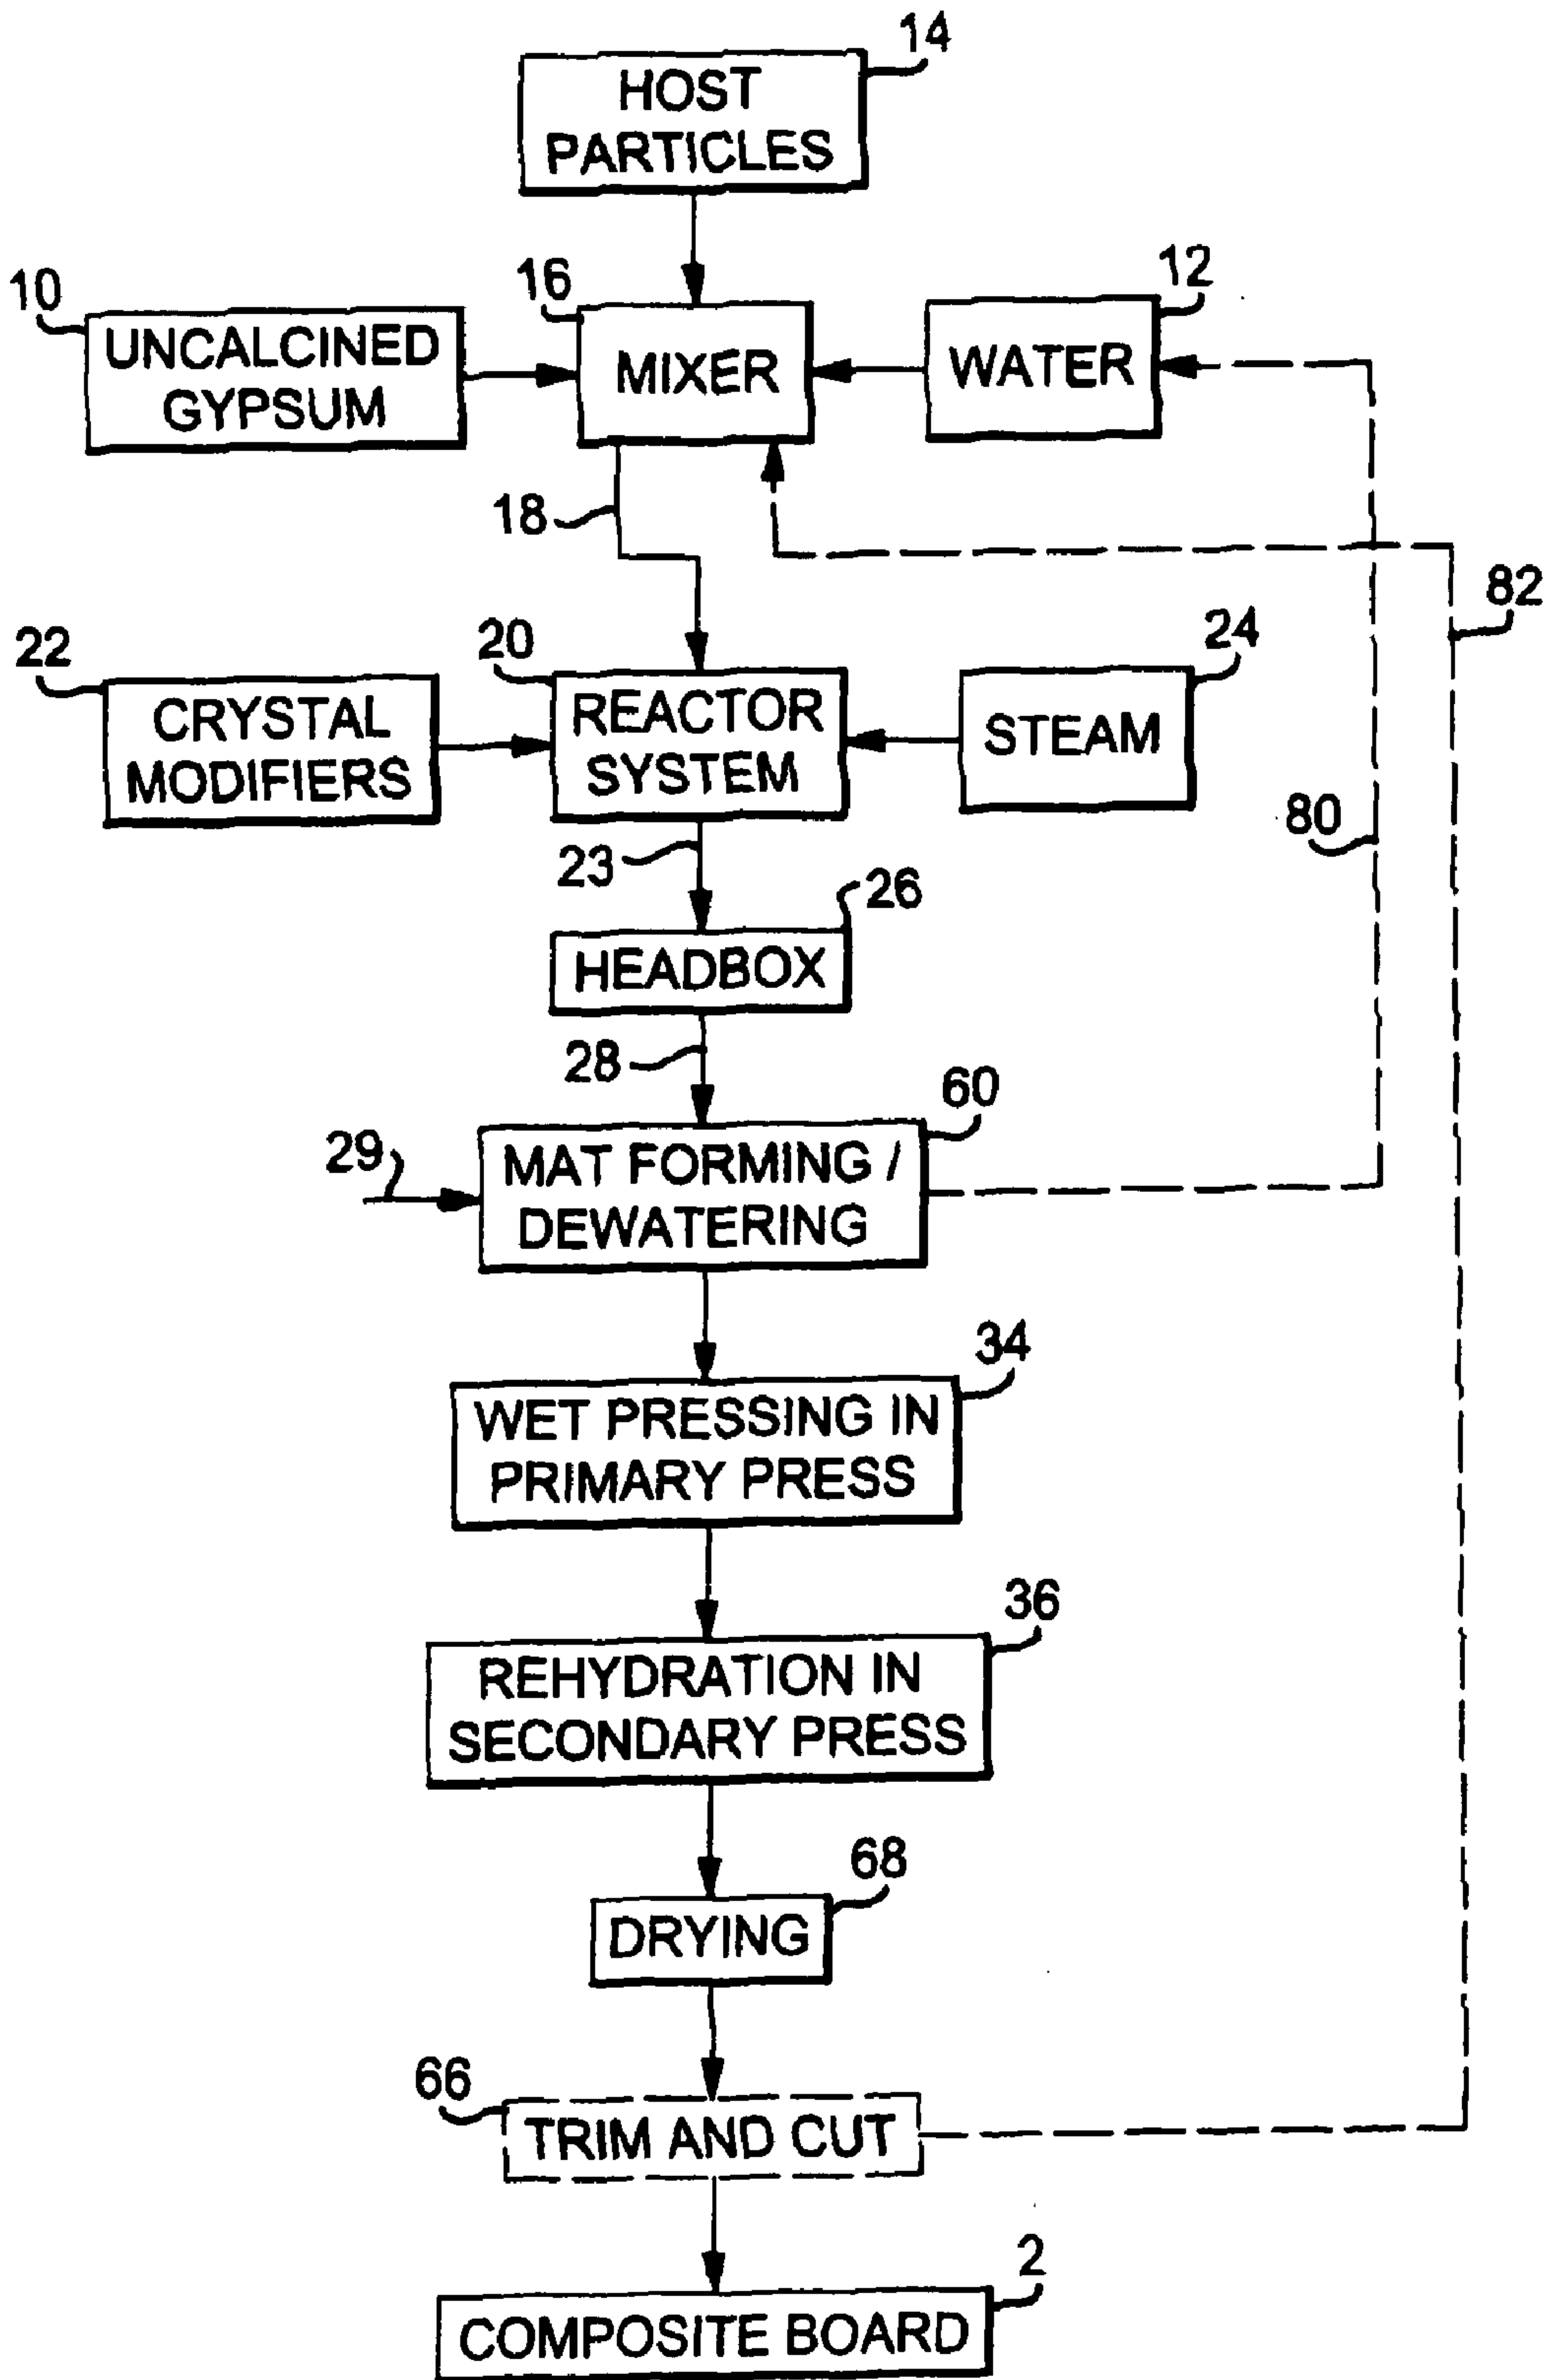 14
HOST
PARTICLES
10
16
12
UNCALCINED
GYPSUM
MIXER
WATER
18
82
22
20
24
CRYSTAL
MODIFIERS
REACTOR
SYSTEM
STEAM
80
23
26
HEADBOX
28
60
29
MAT FORMING /
DEWATERING
34
WET PRESSING IN
PRIMARY PRESS
36
REHYDRATION IN
SECONDARY PRESS
68
DRYING
66
TRIM AND CUT
2
COMPOSITE BOARD